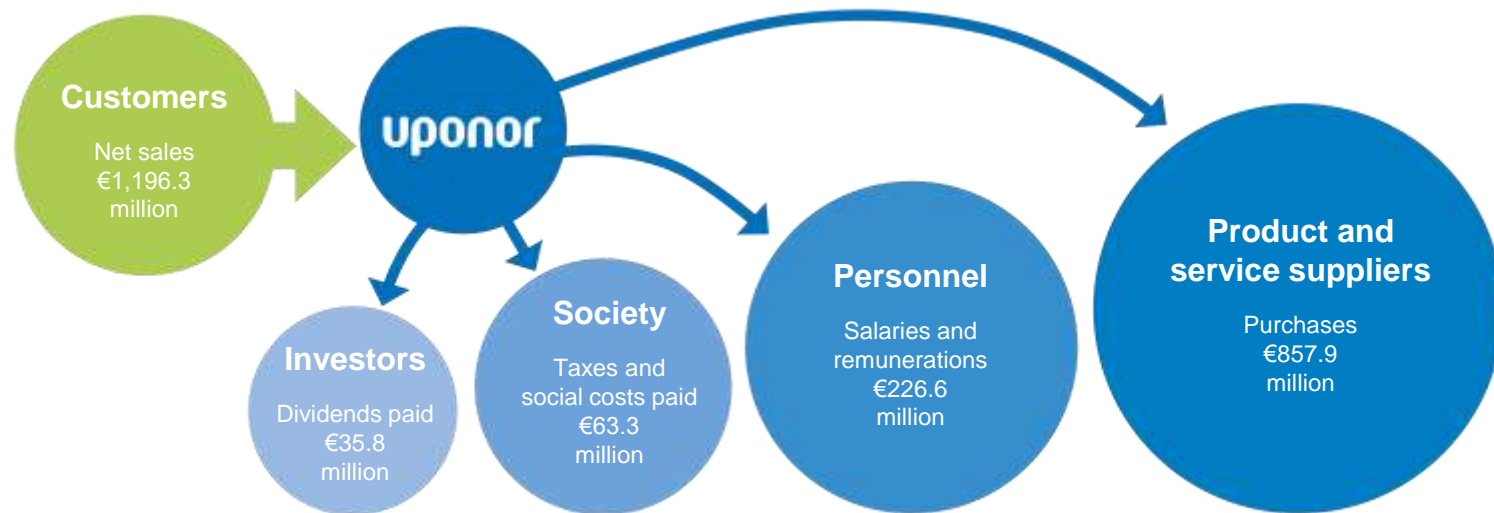 Customers
Net sales
€1,196.3
million
uponor
Investors
Dividends paid
€35.8
million
Society
Taxes and
social costs paid
€63.3
million
Personnel
Salaries and
remunerations
€226.6
million
Product and
service suppliers
Purchases
€857.9
million